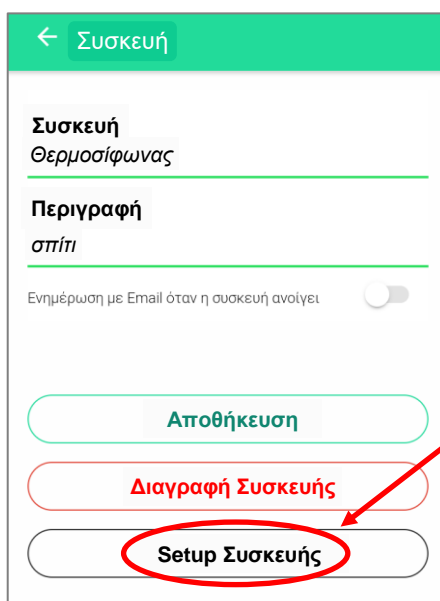 Συσκευή
Συσκευή
Θερμοσίφωνας
Περιγραφή
σπίτι
Ενημέρωση με Email όταν η συσκευή ανοίγει
Αποθήκευση
Διαγραφή Συσκευής
Setup Συσκευής